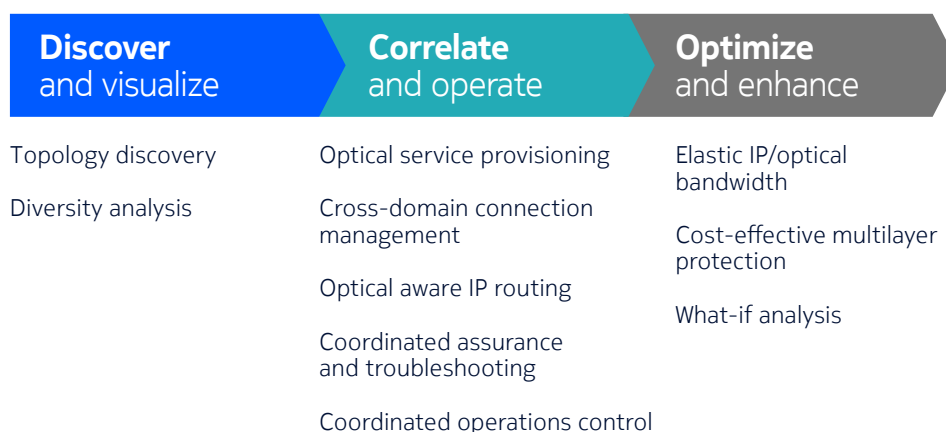 Discover
and visualize
Correlate
and operate
Optimize
and enhance
Topology discovery
Diversity analysis
Optical service provisioning
Cross-domain connection
management
Optical aware IP routing
Coordinated assurance
and troubleshooting
Coordinated operations control
Elastic IP/optical
bandwidth
Cost-effective multilayer
protection
What-if analysis